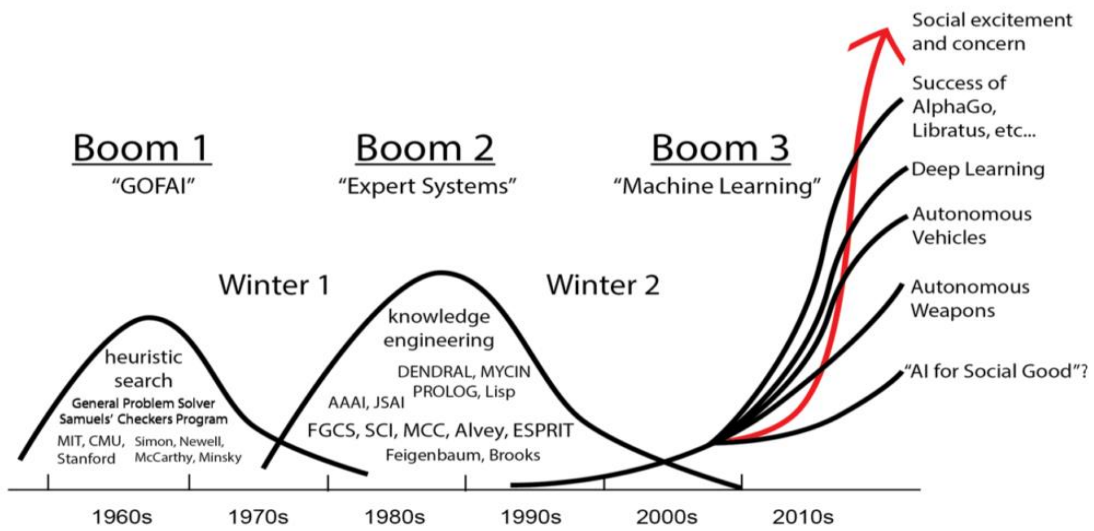 Social excitement
and concern
Success of
AlphaGo,
Libratus, etc...
Boom 1
"GOFAI"
Boom 2
"Expert Systems"
Boom 3
"Machine Learning"
Deep Learning
Autonomous
Vehicles
Winter 1
Winter 2
Autonomous
Weapons
"AI for Social Good"?
heuristic
search
General Problem Solver
Samuels' Checkers Program
MIT, CMU,
Stanford
Simon, Newell,
McCarthy, Minsky
knowledge
engineering
DENDRAL, MYCIN
PROLOG, Lisp
AAAI, JSAI
FGCS, SCI, MCC, Alvey, ESPRIT
Feigenbaum, Brooks
1960s
1970s
1980s
1990s
2000s
2010s